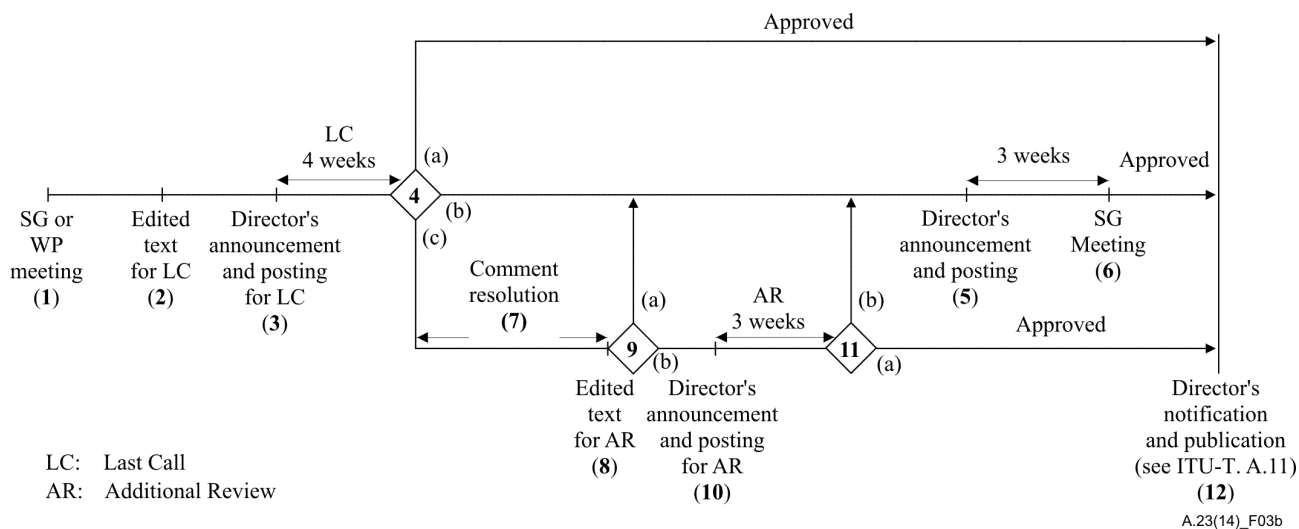 Approved
LC
4 weeks
(a)
3 weeks
Approved
4
(b)
(c)
SG or
WP
meeting
(1)
Edited
text
for LC
(2)
Director's
announcement
and posting
for LC
(3)
Director's
announcement
and posting
(5)
SG
Meeting
(6)
Comment
resolution
(7)
(a)
AR
3 weeks
(b)
Approved
9
(b)
11
(a)
Edited
text
for AR
(8)
Director's
announcement
and posting
for AR
(10)
Director's
notification
and publication
(see ITU-T. A.11)
(12)
LC: Last Call
AR: Additional Review
A.23(14)_F03b